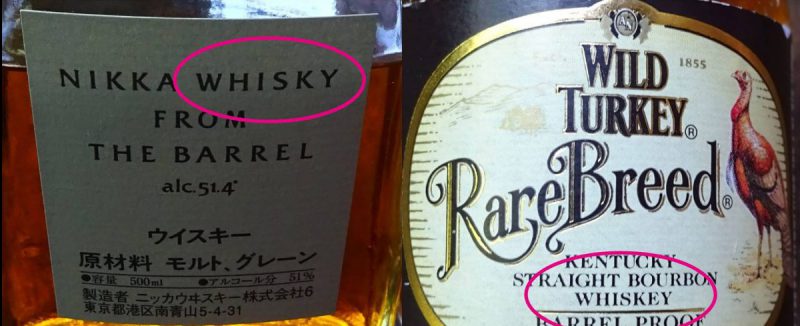 NIKKA WHISKY
FROM
THE BARREL
alc.51.4°
ウイスキー
原材料 モルト、グレーン
●容量 500ml ●アルコール分 51%
製造者 ニッカウヰスキー株式会社6
東京都港区南青山5-4-31
1855
WILD
TURKEY®
Rare Breed®
KENTUCKY
STRAIGHT BOURBON
WHISKEY
BARREL PROOF